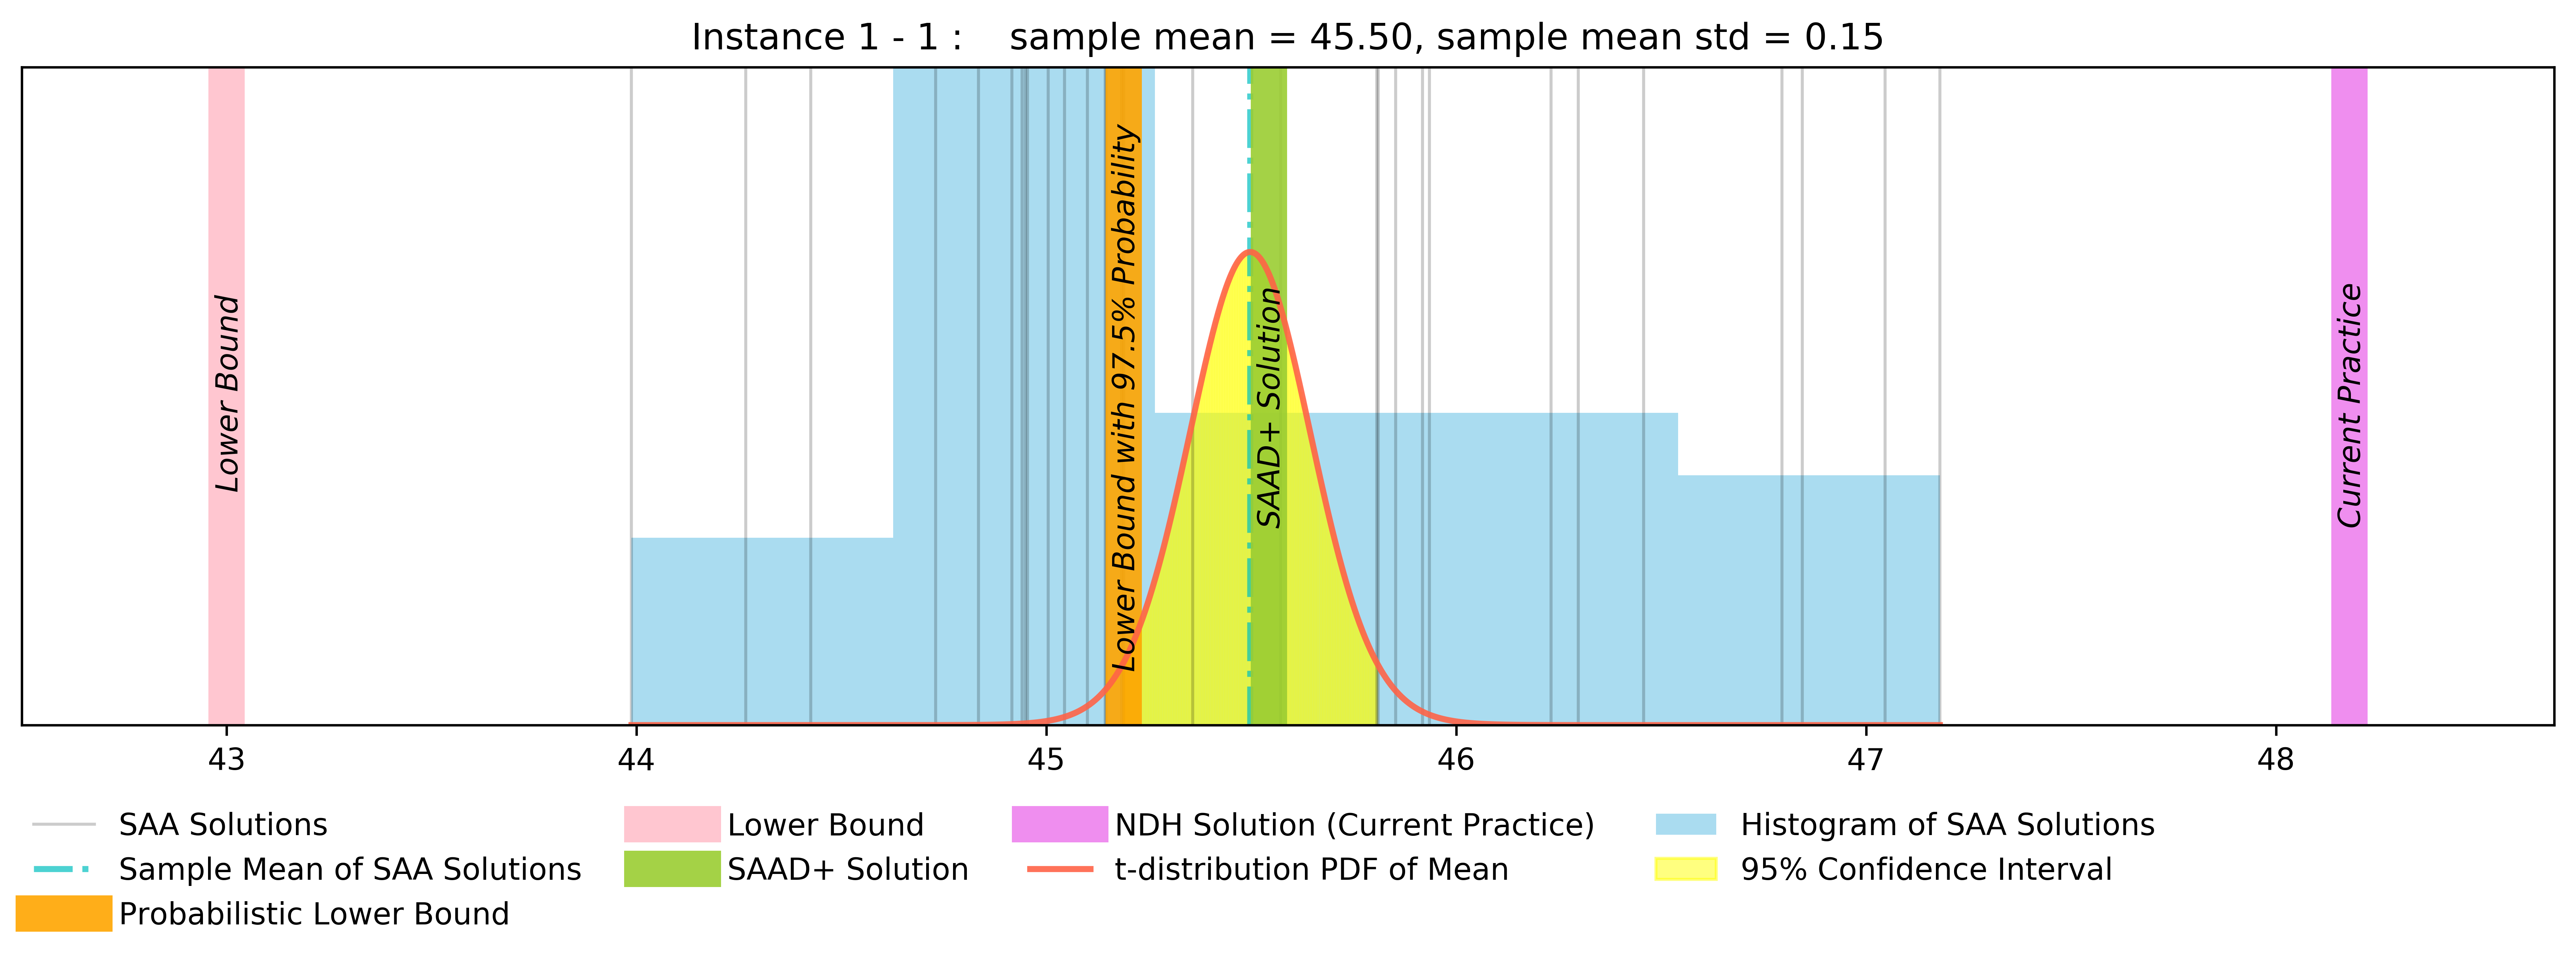 Instance 1 - 1 :    sample mean = 45.50, sample mean std = 0.15
Lower Bound
Lower Bound with 97.5% Probability
SAAD+ Solution
Current Practice
43
44
45
46
47
48
SAA Solutions
Sample Mean of SAA Solutions
Probabilistic Lower Bound
Lower Bound
SAAD+ Solution
NDH Solution (Current Practice)
t-distribution PDF of Mean
Histogram of SAA Solutions
95% Confidence Interval